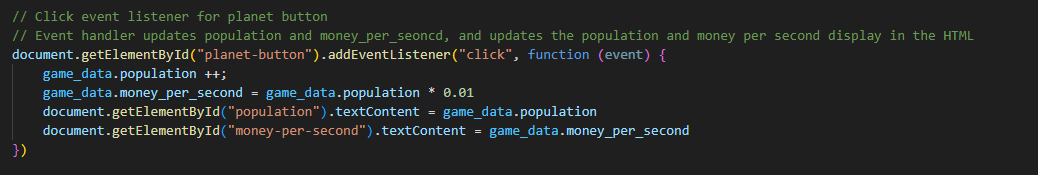 // Click event listener for planet button
// Event handler updates population and money_per_seoncd, and updates the population and money per second display in the HTML
document.getElementById("planet-button").addEventListener("click", function (event) {
    game_data.population ++;
    game_data.money_per_second = game_data.population * 0.01
    document.getElementById("population").textContent = game_data.population
    document.getElementById("money-per-second").textContent = game_data.money_per_second
})